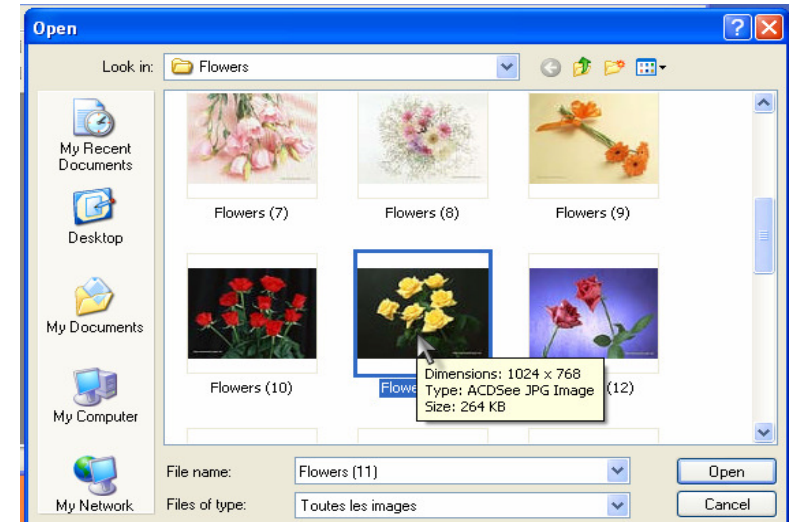 Open
Look in:
Flowers
My Recent
Documents
Desktop
My Documents
My Computer
My Network
Flowers (7)
Flowers (8)
Flowers (9)
Flowers (10)
Flowe
(12)
Dimensions: 1024 x 768
Type: ACDSee JPG Image
Size: 264 KB
File name:
Flowers (11)
Open
Files of type:
Toutes les images
Cancel